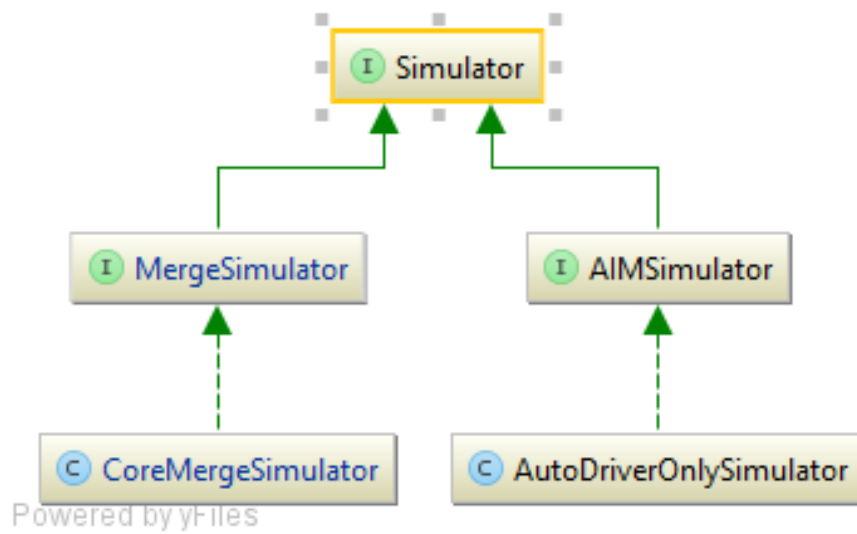 I Simulator
I MergeSimulator
I AIMSimulator
C CoreMergeSimulator
C AutoDriverOnlySimulator
Powered by yFiles